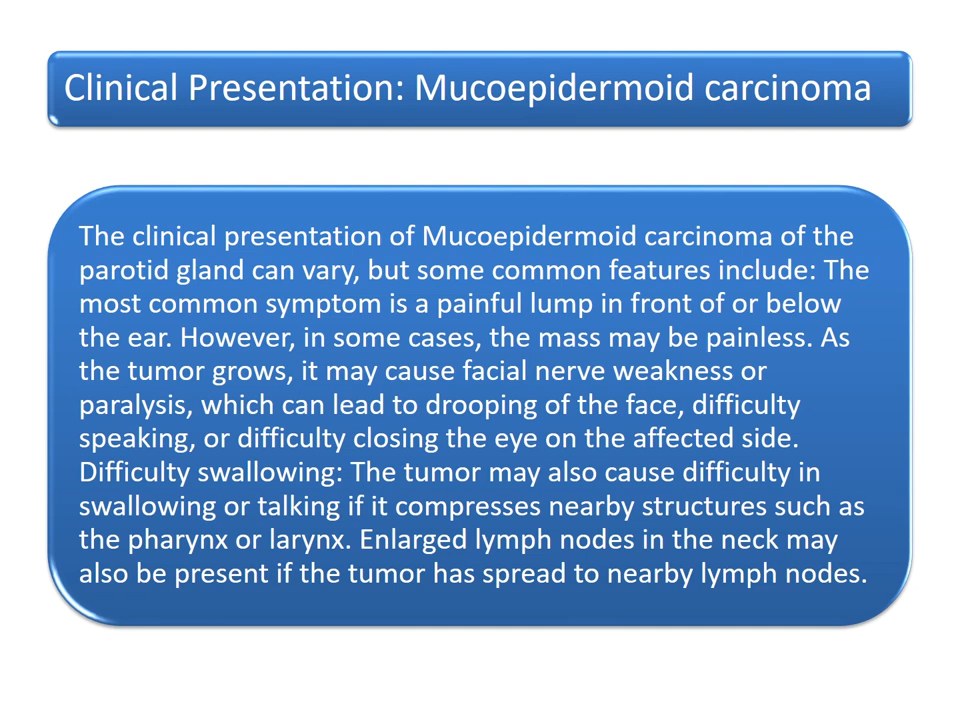 Clinical Presentation: Mucoepidermoid carcinoma
The clinical presentation of Mucoepidermoid carcinoma of the
parotid gland can vary, but some common features include: The
most common symptom is a painful lump in front of or below
the ear. However, in some cases, the mass may be painless. As
the tumor grows, it may cause facial nerve weakness or
paralysis, which can lead to drooping of the face, difficulty
speaking, or difficulty closing the eye on the affected side.
Difficulty swallowing: The tumor may also cause difficulty in
swallowing or talking if it compresses nearby structures such as
the pharynx or larynx. Enlarged lymph nodes in the neck may
also be present if the tumor has spread to nearby lymph nodes.